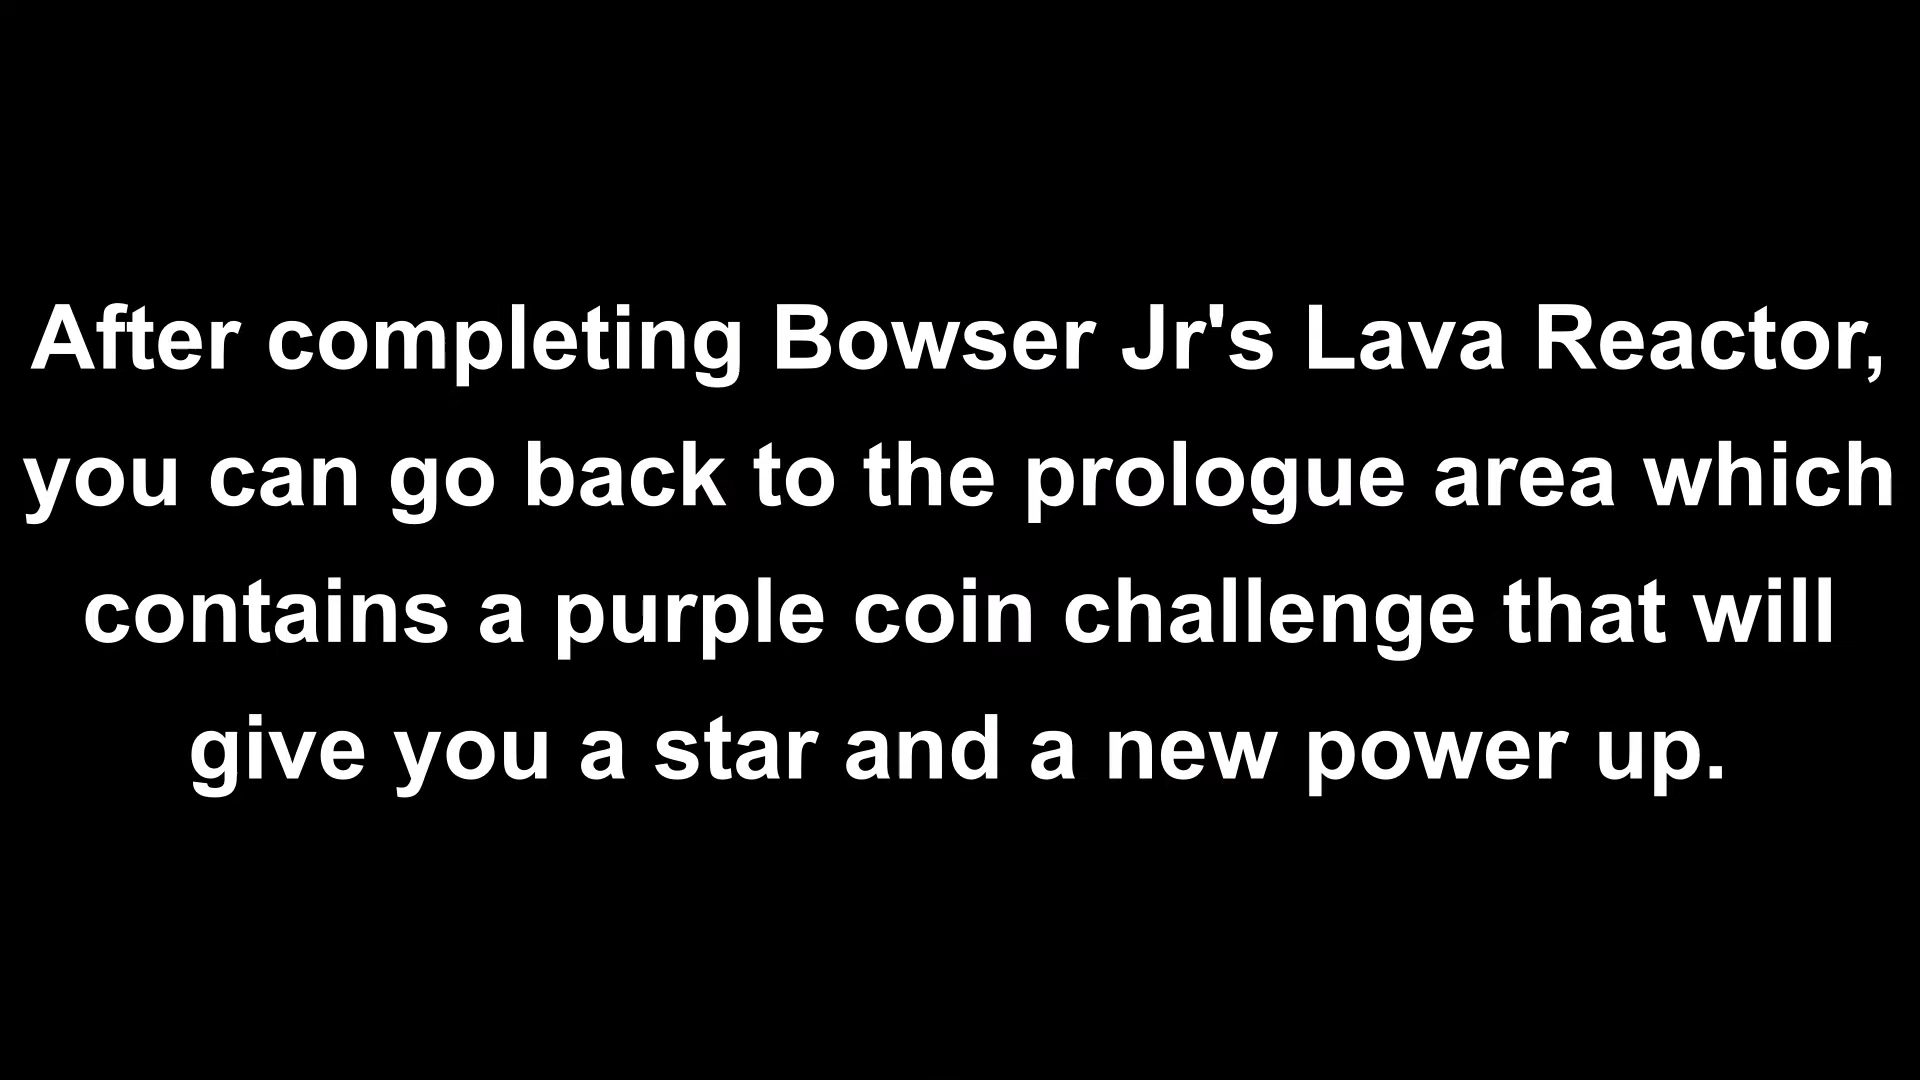 After completing Bowser Jr's Lava Reactor,
you can go back to the prologue area which
contains a purple coin challenge that will
give you a star and a new power up.